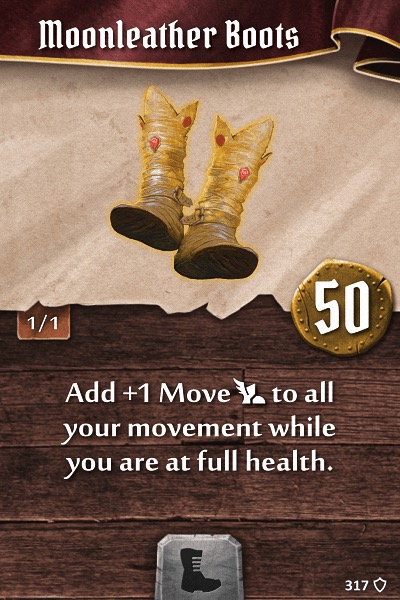 Moonleather Boots
50
1/1
Add +1 Move to all
your movement while
you are at full health.
317